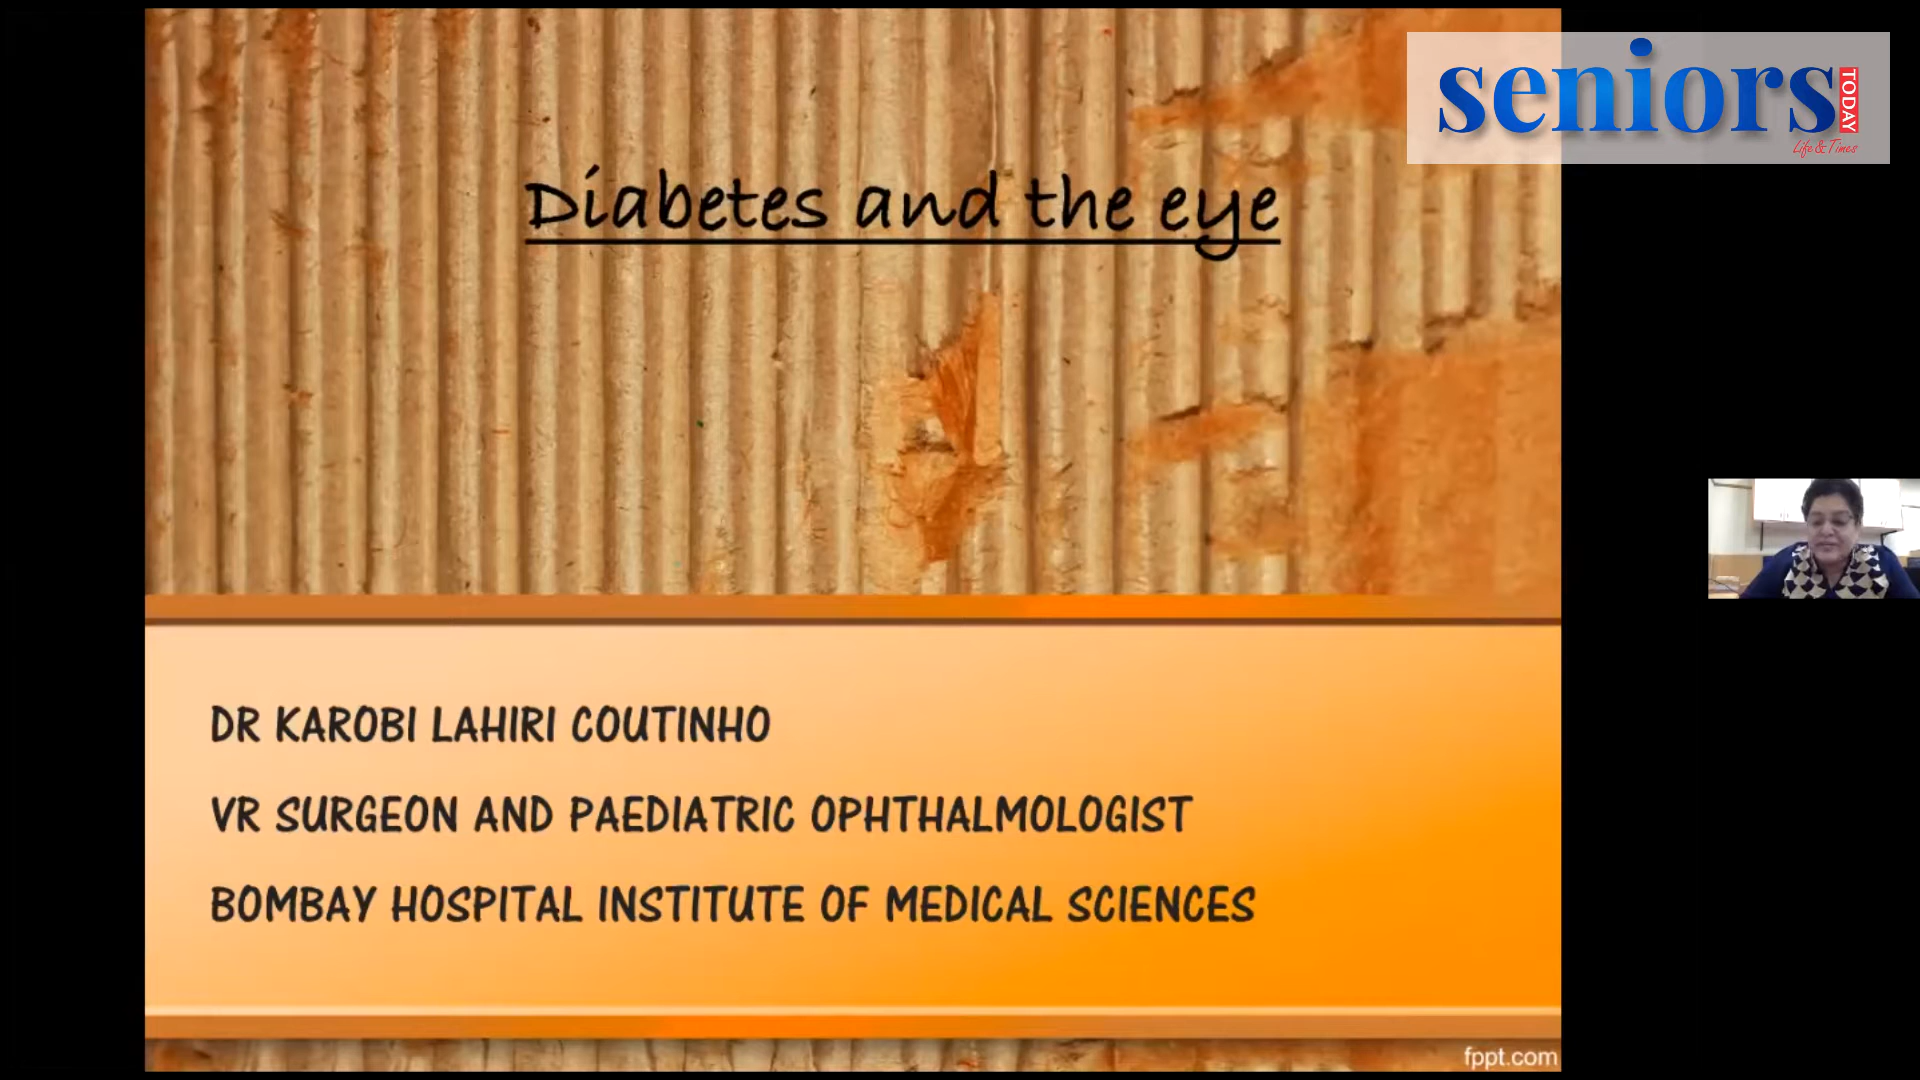 seniors
TODAY
Life & Times
Diabetes and the eye
DR KAROBI LAHIRI COUTINHO
VR SURGEON AND PAEDIATRIC OPHTHALMOLOGIST
BOMBAY HOSPITAL INSTITUTE OF MEDICAL SCIENCES
fppt.com